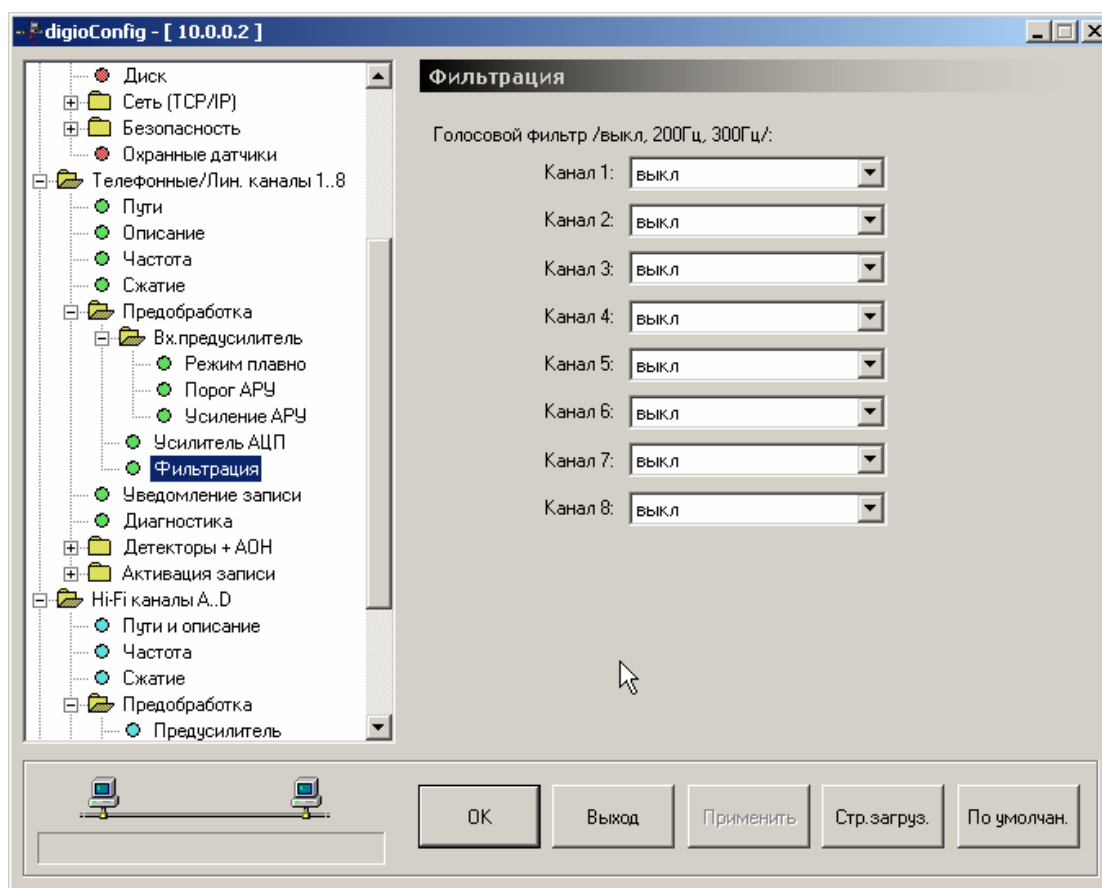 digioConfig - [ 10.0.0.2 ]
Диск
Сеть (TCP/IP)
Безопасность
Охранные датчики
Телефонные/Лин. каналы 1..8
Пути
Описание
Частота
Сжатие
Предобработка
Вх.предусилитель
Режим плавно
Порог АРУ
Усиление АРУ
Усилитель АЦП
Фильтрация
Уведомление записи
Диагностика
Детекторы + АОН
Активация записи
Hi-Fi каналы A..D
Пути и описание
Частота
Сжатие
Предобработка
Предусилитель
Фильтрация
Голосовой фильтр /выкл, 200Гц, 300Гц/:
Канал 1: выкл
Канал 2: выкл
Канал 3: выкл
Канал 4: выкл
Канал 5: выкл
Канал 6: выкл
Канал 7: выкл
Канал 8: выкл
OK
Выход
Применить
Стр.загруз.
По умолчан.